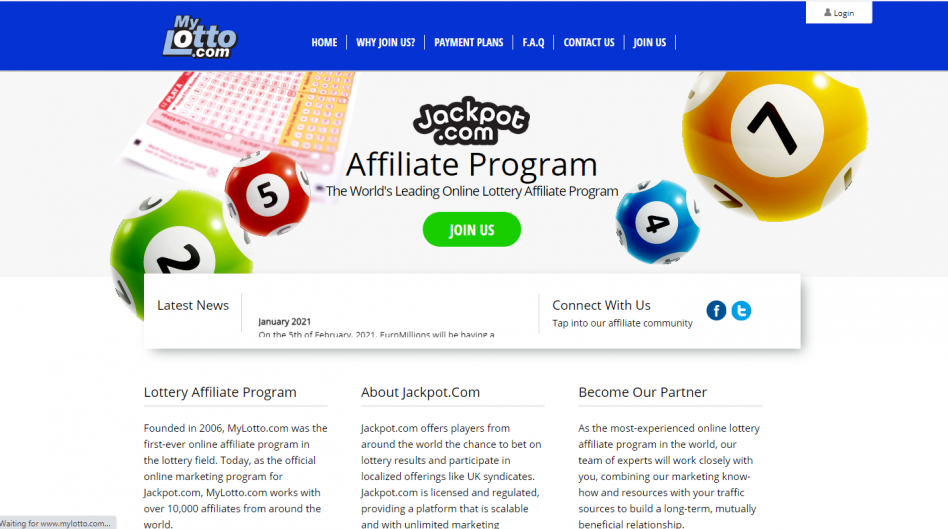 Login
My
Lotto
.com
HOME
WHY JOIN US?
PAYMENT PLANS
F.A.Q
CONTACT US
JOIN US
Jackpot
.com
Affiliate Program
The World's Leading Online Lottery Affiliate Program
JOIN US
7
5
4
2
Latest News
January 2021
On the 5th of February, 2021, EuroMillions will be having a
Connect With Us
Tap into our affiliate community
Lottery Affiliate Program
Founded in 2006, MyLotto.com was the
first-ever online affiliate program in
the lottery field. Today, as the official
online marketing program for
Jackpot.com, MyLotto.com works with
over 10,000 affiliates from around the
world.
About Jackpot.Com
Jackpot.com offers players from
around the world the chance to bet on
lottery results and participate in
localized offerings like UK syndicates.
Jackpot.com is licensed and regulated,
providing a platform that is scalable
and with unlimited marketing
Become Our Partner
As the most-experienced online lottery
affiliate program in the world, our
team of experts will work closely with
you, combining our marketing know-
how and resources with your traffic
sources to build a long-term, mutually
beneficial relationship.
Waiting for www.mylotto.com...